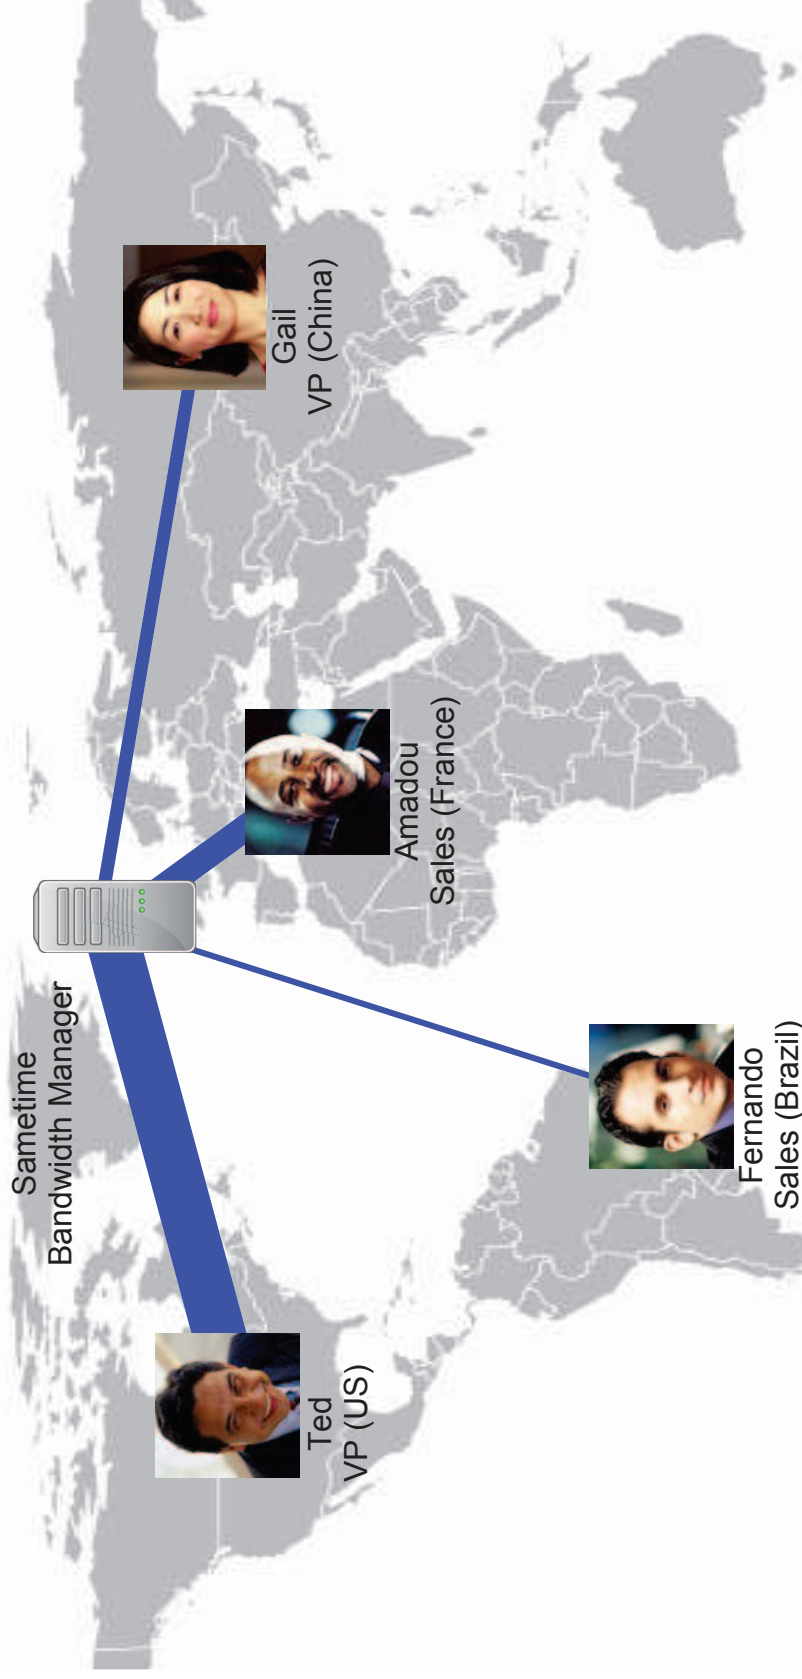 Sametime
Bandwidth Manager
Ted
VP (US)
Amadou
Sales (France)
Gail
VP (China)
Fernando
Sales (Brazil)